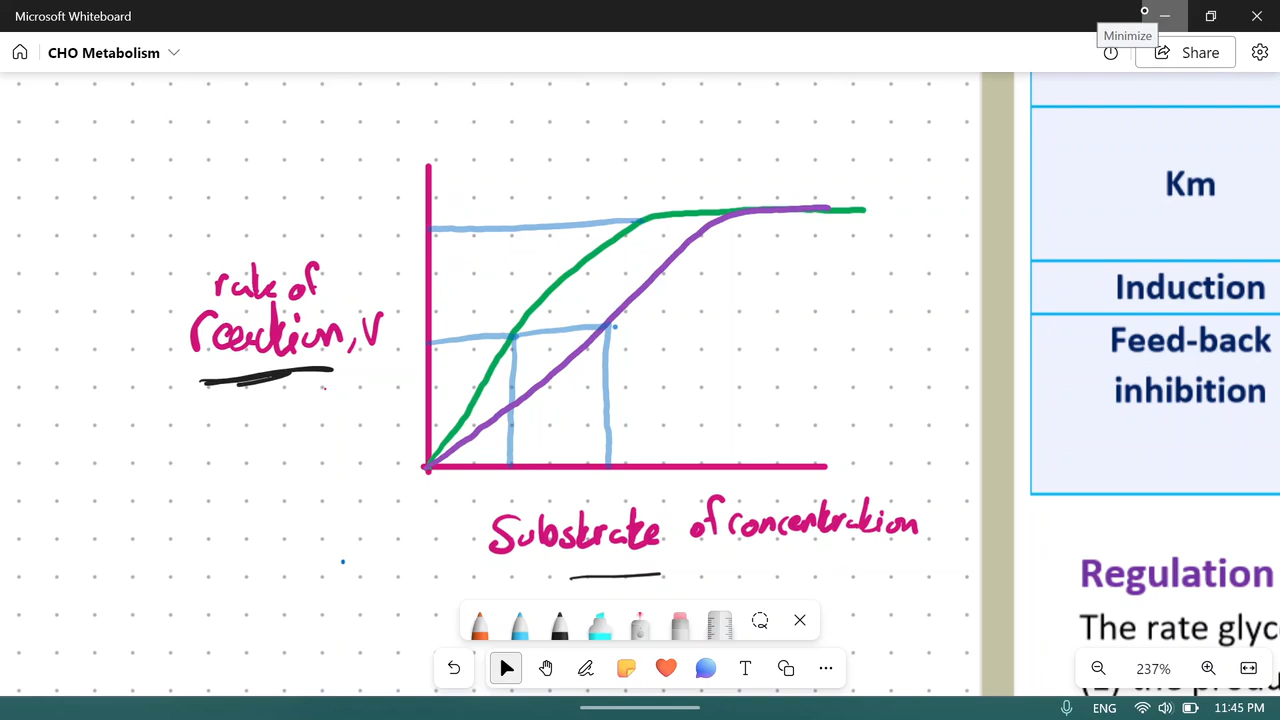 Microsoft Whiteboard
Minimize
CHO Metabolism
Share
Km
rate of
reaction, V
Induction
Feed-back
inhibition
Substrate of concentration
Regulation
The rate glyc
237%
ENG
11:45 PM